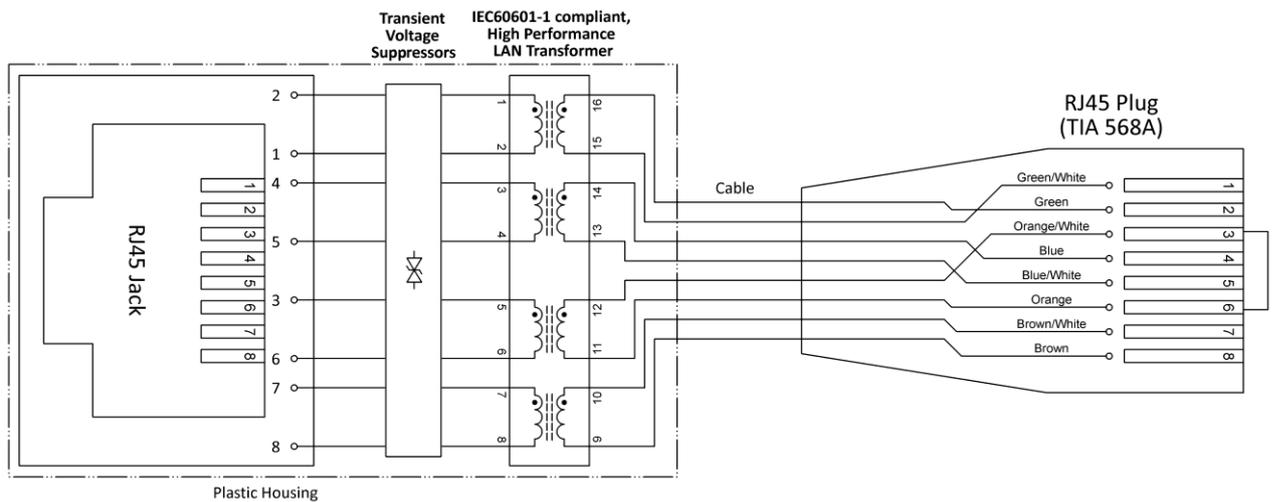 Transient
Voltage
Suppressors
IEC60601-1 compliant,
High Performance
LAN Transformer
RJ45 Plug
(TIA 568A)
RJ45 Jack
1
2
3
4
5
6
7
8
2
1
4
5
3
6
7
8
1
2
3
4
5
6
7
8
16
15
14
13
12
11
10
9
Cable
Green/White
Green
Orange/White
Blue
Blue/White
Orange
Brown/White
Brown
1
2
3
4
5
6
7
8
Plastic Housing